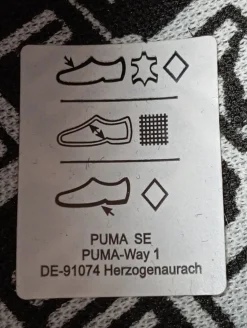 PUMA SE
PUMA-Way 1
DE-91074 Herzogenaurach